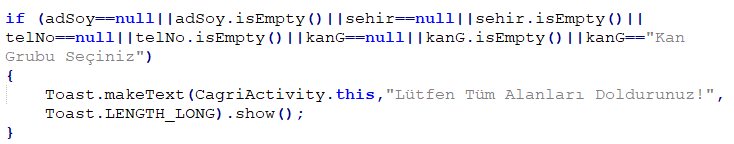 if (adSoy==null||adSoy.isEmpty()||sehir==null||sehir.isEmpty()||
telNo==null||telNo.isEmpty()||kanG==null||kanG.isEmpty()||kanG=="Kan
Grubu Seçiniz")
{
Toast.makeText(CagriActivity.this,"Lütfen Tüm Alanları Doldurunuz!",
Toast.LENGTH_LONG).show();
}